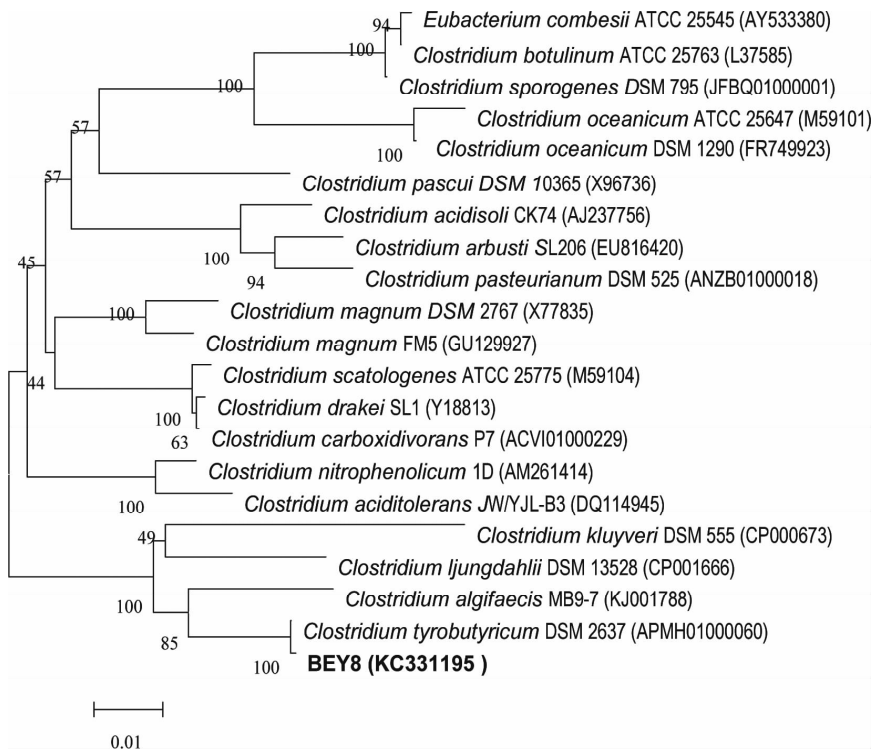 94
Eubacterium combesii ATCC 25545 (AY533380)
100
Clostridium botulinum ATCC 25763 (L37585)
100
Clostridium sporogenes DSM 795 (JFBQ01000001)
Clostridium oceanicum ATCC 25647 (M59101)
57
100
Clostridium oceanicum DSM 1290 (FR749923)
57
Clostridium pascui DSM 10365 (X96736)
Clostridium acidisoli CK74 (AJ237756)
45
100
Clostridium arbusti SL206 (EU816420)
94
Clostridium pasteurianum DSM 525 (ANZB01000018)
100
Clostridium magnum DSM 2767 (X77835)
Clostridium magnum FM5 (GU129927)
44
Clostridium scatologenes ATCC 25775 (M59104)
100
Clostridium drakei SL1 (Y18813)
63
Clostridium carboxidivorans P7 (ACVI01000229)
Clostridium nitrophenolicum 1D (AM261414)
100
Clostridium aciditolerans JW/YJL-B3 (DQ114945)
49
Clostridium kluyveri DSM 555 (CP000673)
Clostridium ljungdahlii DSM 13528 (CP001666)
100
Clostridium algifaecis MB9-7 (KJ001788)
85
Clostridium tyrobutyricum DSM 2637 (APMH01000060)
100
BEY8 (KC331195 )
0.01